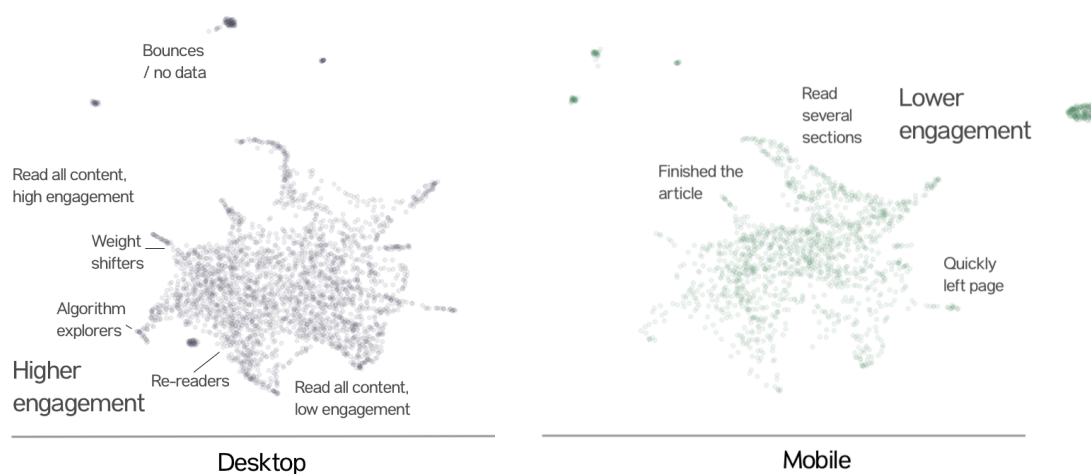 Bounces
/ no data
Read all content,
high engagement
Weight
shifters
Algorithm
explorers
Higher
engagement
Re-readers
Read all content,
low engagement
Desktop
Read
several
sections
Lower
engagement
Finished the
article
Quickly
left page
Mobile